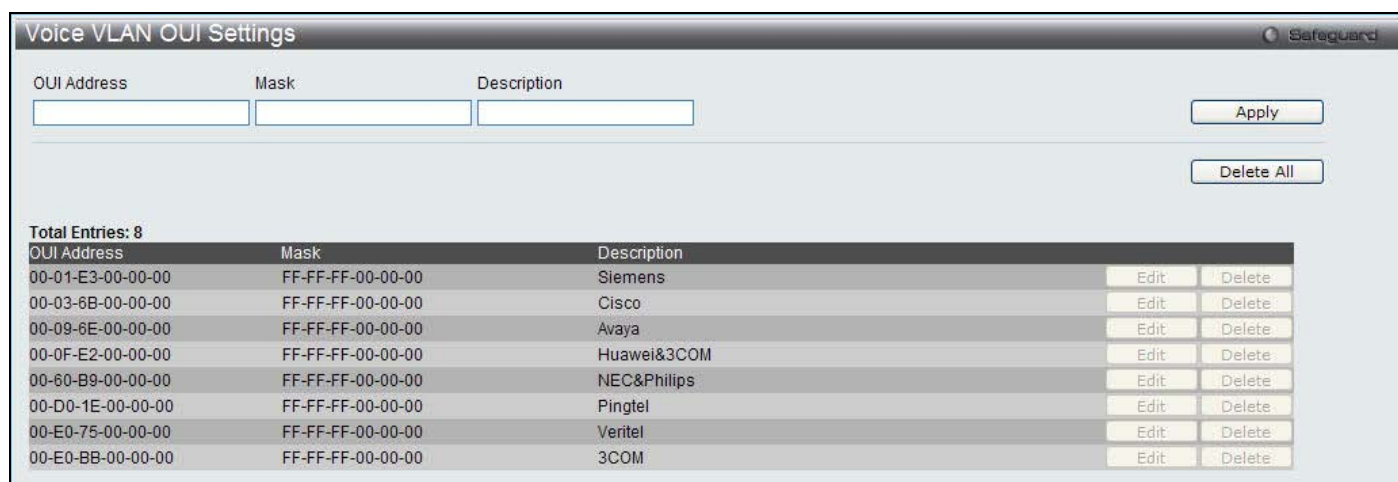 Voice VLAN OUI Settings Safeguard
OUI Address Mask Description
Apply
Delete All
Total Entries: 8
OUI Address Mask Description
00-01-E3-00-00-00 FF-FF-FF-00-00-00 Siemens Edit Delete
00-03-6B-00-00-00 FF-FF-FF-00-00-00 Cisco Edit Delete
00-09-6E-00-00-00 FF-FF-FF-00-00-00 Avaya Edit Delete
00-0F-E2-00-00-00 FF-FF-FF-00-00-00 Huawei&3COM Edit Delete
00-60-B9-00-00-00 FF-FF-FF-00-00-00 NEC&Philips Edit Delete
00-D0-1E-00-00-00 FF-FF-FF-00-00-00 Pingtel Edit Delete
00-E0-75-00-00-00 FF-FF-FF-00-00-00 Veritel Edit Delete
00-E0-BB-00-00-00 FF-FF-FF-00-00-00 3COM Edit Delete